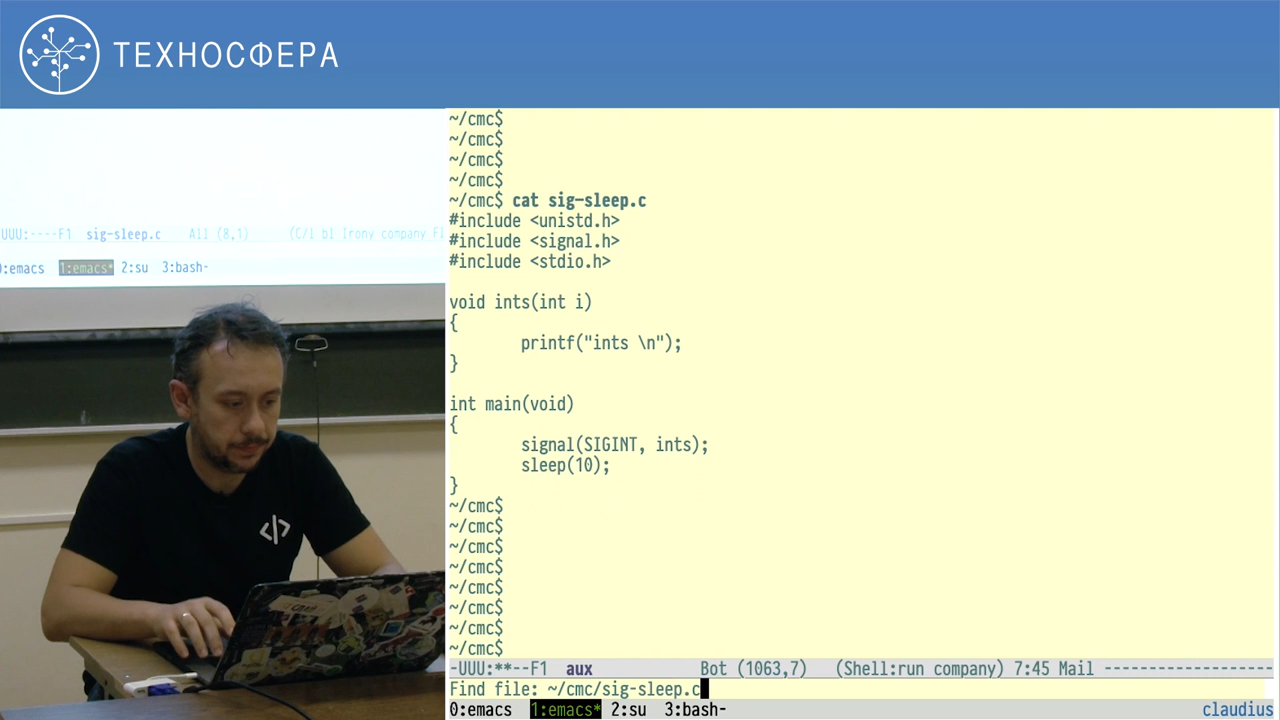 ТЕХНОСФЕРА
UUU:----F1 sig-sleep.c All (8,1) (C/l bl Irony company Fl
0:emacs 1:emacs* 2:su 3:bash-
</>
~/cmc$
~/cmc$
~/cmc$
~/cmc$
~/cmc$ cat sig-sleep.c
#include <unistd.h>
#include <signal.h>
#include <stdio.h>
void ints(int i)
{
printf("ints \n");
}
int main(void)
{
signal(SIGINT, ints);
sleep(10);
}
~/cmc$
~/cmc$
~/cmc$
~/cmc$
~/cmc$
~/cmc$
~/cmc$
~/cmc$
-UUU:**--F1 aux Bot (1063,7) (Shell:run company) 7:45 Mail -------------------
Find file: ~/cmc/sig-sleep.c
0:emacs 1:emacs* 2:su 3:bash- claudius